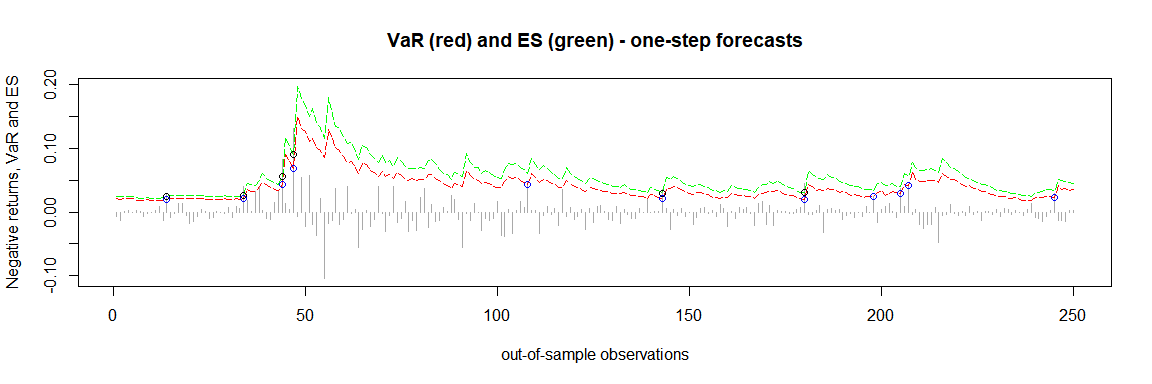 VaR (red) and ES (green) - one-step forecasts
Negative returns, VaR and ES
0.20
0.10
0.00
-0.10
0 50 100 150 200 250
out-of-sample observations